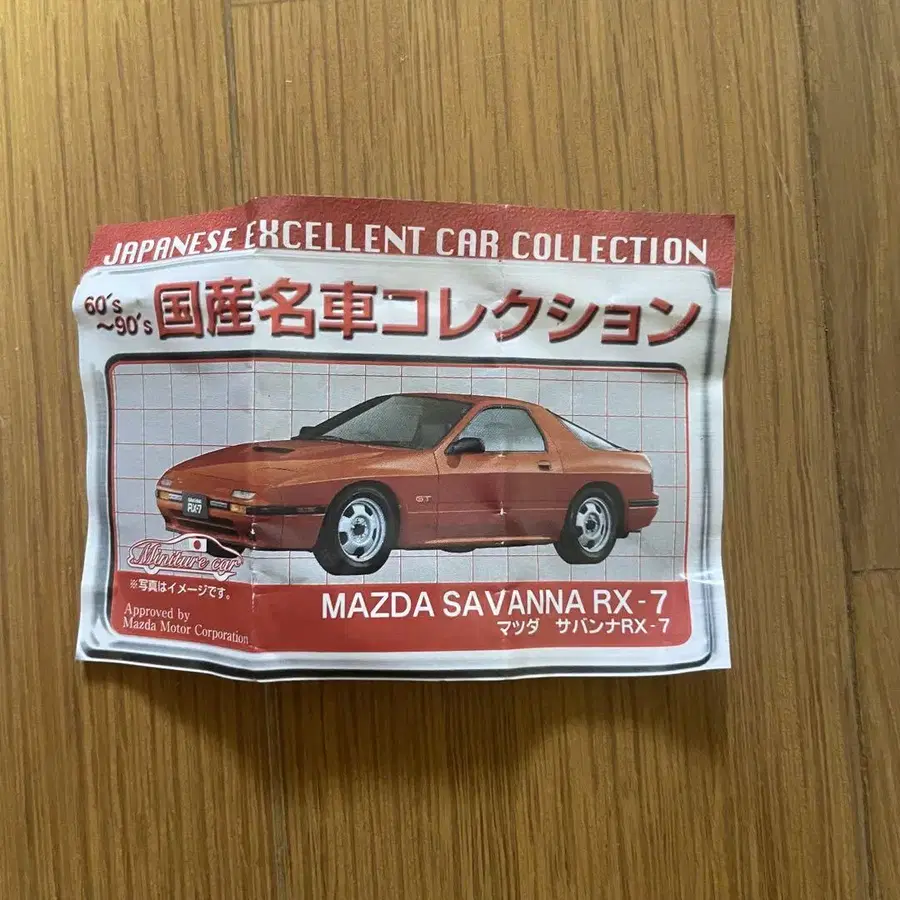 JAPANESE EXCELLENT CAR COLLECTION
60's
～90's
国産名車コレクション
GT
RX-7
Miniture car
※写真はイメージです。
Approved by
Mazda Motor Corporation
MAZDA SAVANNA RX-7
マツダ サバンナRX-7